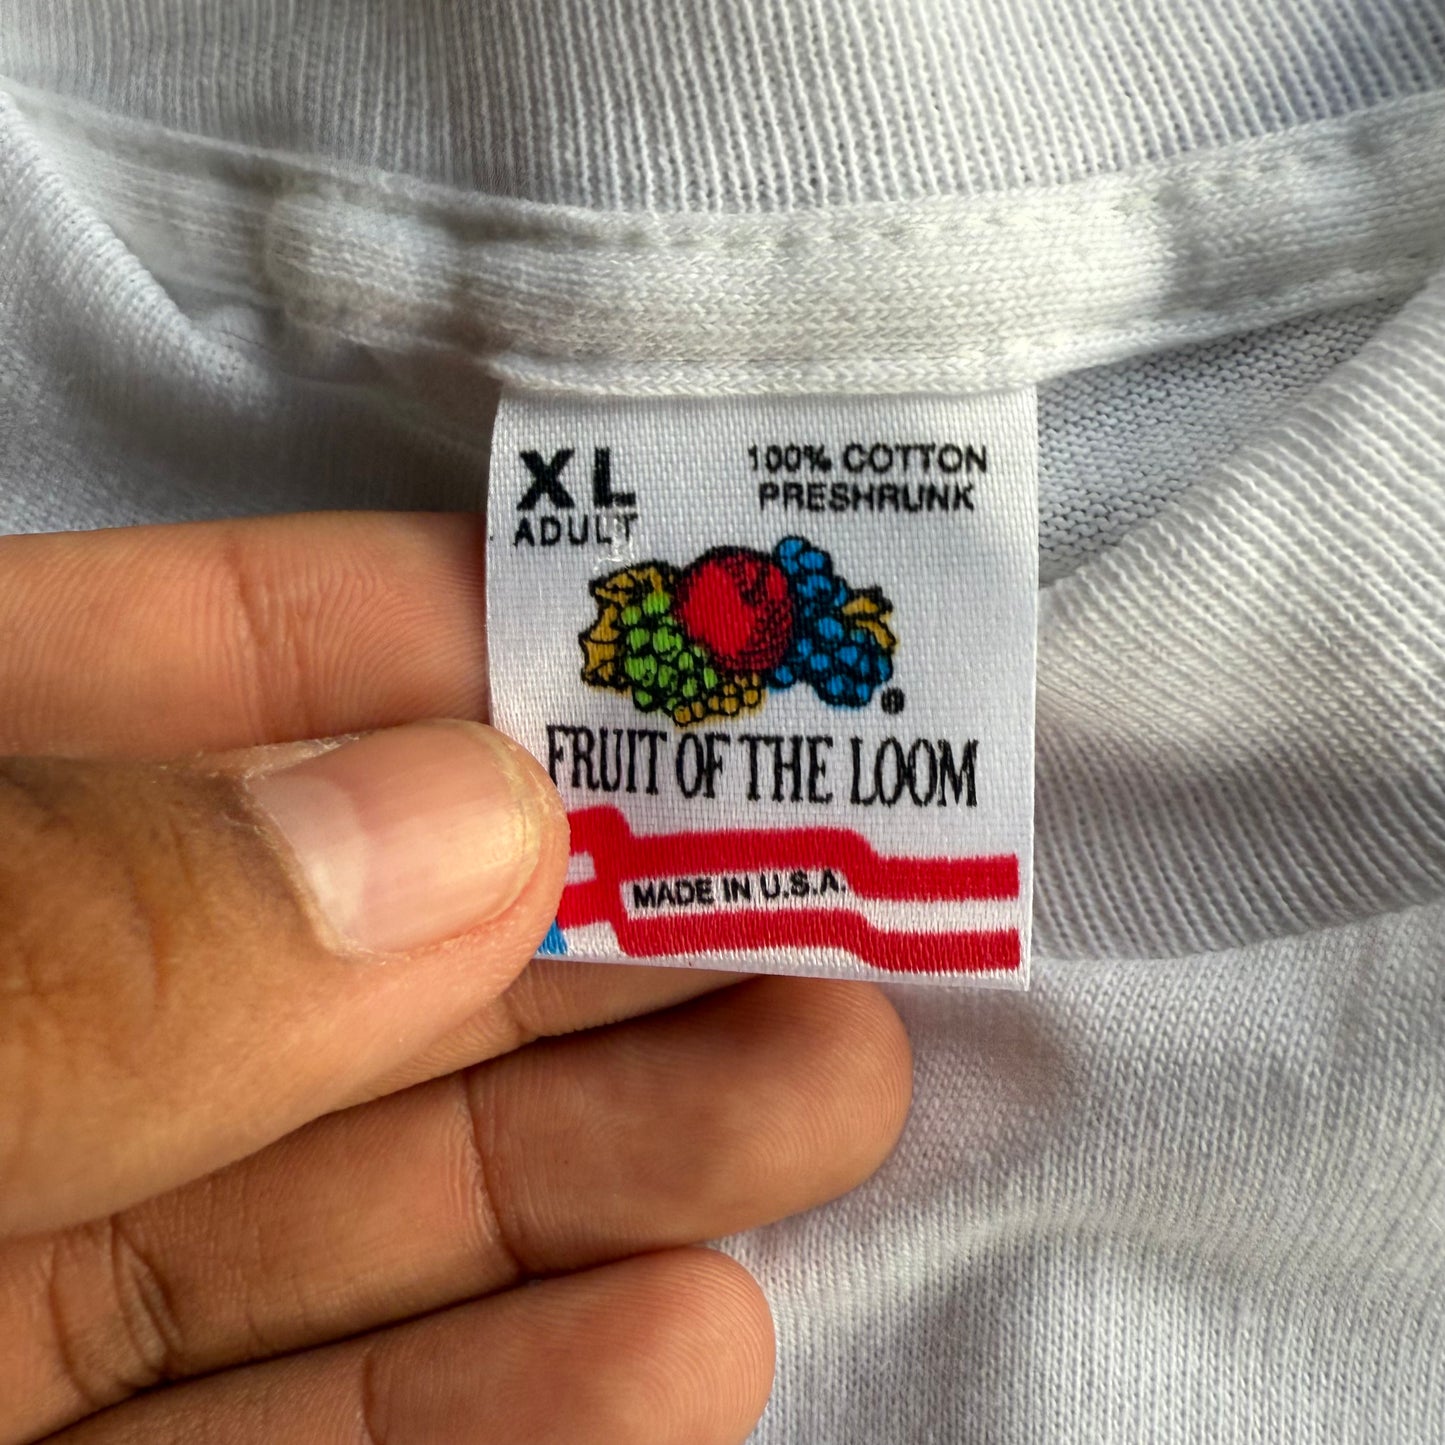 XL
ADULT
100% COTTON
PRESHRUNK
®
FRUIT OF THE LOOM
MADE IN U.S.A.